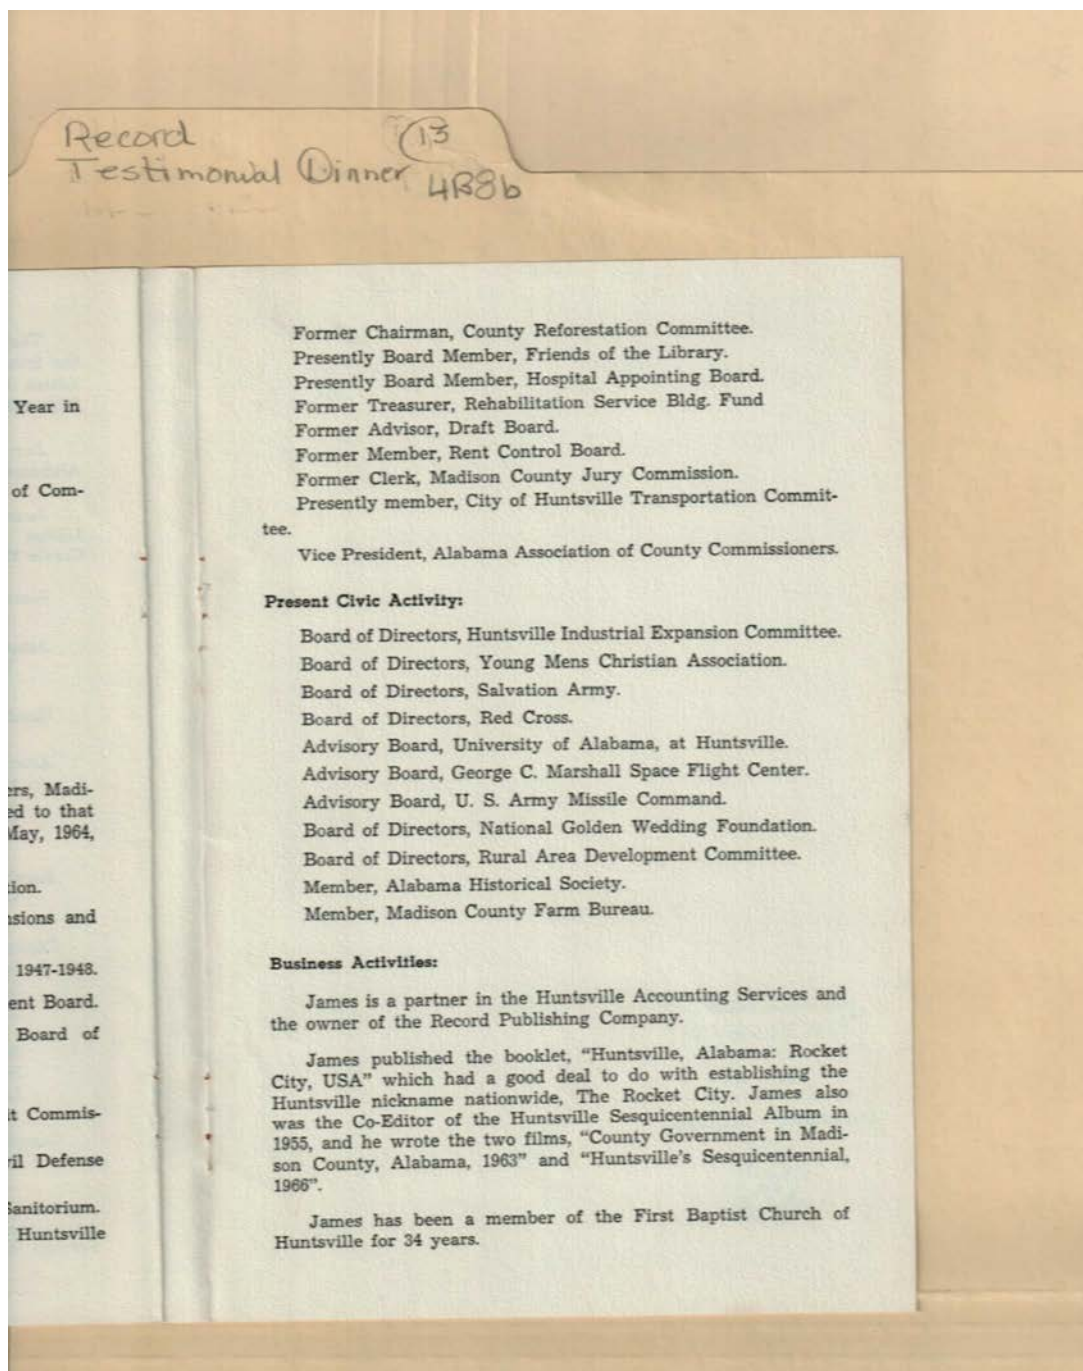 Record
13
Testimonial Dinner
4B8b
Year in
of Com-
ers, Madi-
ed to that
May, 1964,
tion.
nsions and
1947-1948.
ent Board.
Board of
it Commis-
vil Defense
Sanitorium.
Huntsville
Former Chairman, County Reforestation Committee.
Presently Board Member, Friends of the Library.
Presently Board Member, Hospital Appointing Board.
Former Treasurer, Rehabilitation Service Bldg. Fund
Former Advisor, Draft Board.
Former Member, Rent Control Board.
Former Clerk, Madison County Jury Commission.
Presently member, City of Huntsville Transportation Commit-
tee.
Vice President, Alabama Association of County Commissioners.
Present Civic Activity:
Board of Directors, Huntsville Industrial Expansion Committee.
Board of Directors, Young Mens Christian Association.
Board of Directors, Salvation Army.
Board of Directors, Red Cross.
Advisory Board, University of Alabama, at Huntsville.
Advisory Board, George C. Marshall Space Flight Center.
Advisory Board, U. S. Army Missile Command.
Board of Directors, National Golden Wedding Foundation.
Board of Directors, Rural Area Development Committee.
Member, Alabama Historical Society.
Member, Madison County Farm Bureau.
Business Activities:
James is a partner in the Huntsville Accounting Services and
the owner of the Record Publishing Company.
James published the booklet, "Huntsville, Alabama: Rocket
City, USA" which had a good deal to do with establishing the
Huntsville nickname nationwide, The Rocket City. James also
was the Co-Editor of the Huntsville Sesquicentennial Album in
1955, and he wrote the two films, "County Government in Madi-
son County, Alabama, 1963" and "Huntsville's Sesquicentennial,
1966".
James has been a member of the First Baptist Church of
Huntsville for 34 years.